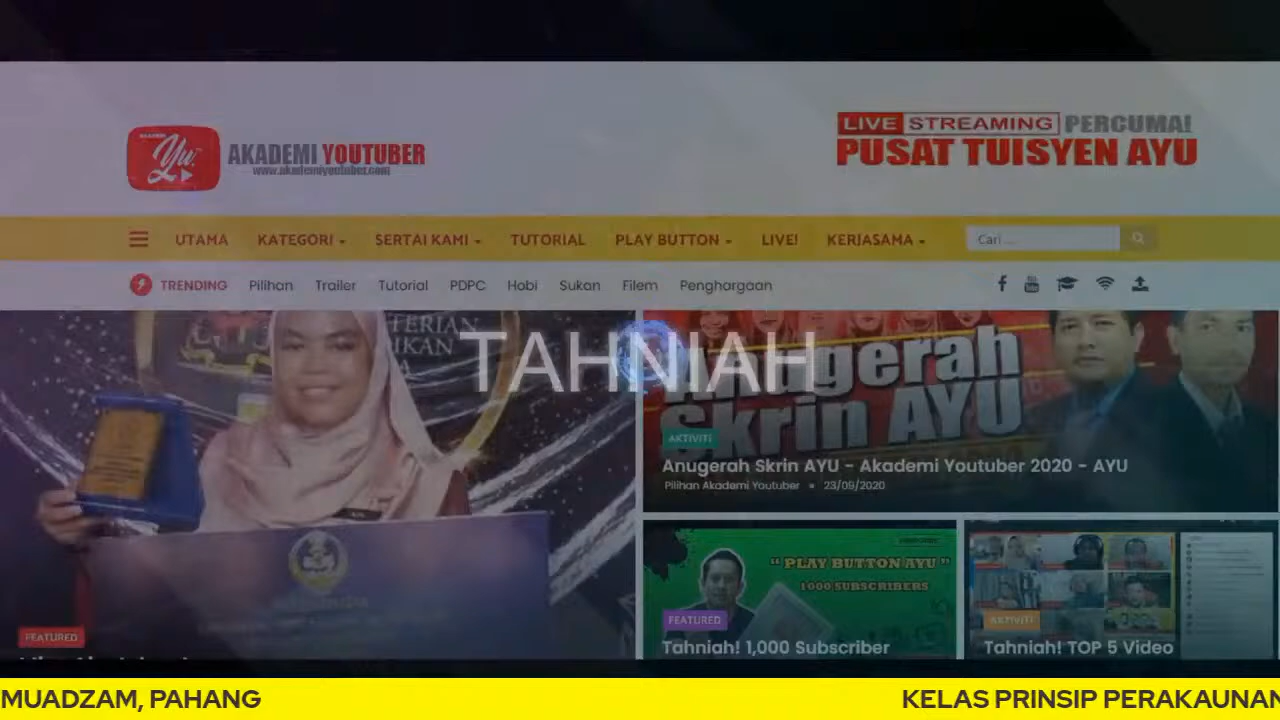 AKADEMI YOUTUBER
www.akademiyoutuber.com
LIVE STREAMING PERCUMA!
PUSAT TUISYEN AYU
UTAMA KATEGORI SERTAI KAMI TUTORIAL PLAY BUTTON LIVE! KERJASAMA Cari ...
TRENDING Pilihan Trailer Tutorial PDPC Hobi Sukan Filem Penghargaan
TERIAN
DIKAN
TAHNIAH
Anugerah
Skrin AYU
AKTIVITI
Anugerah Skrin AYU - Akademi Youtuber 2020 - AYU
Pilihan Akademi Youtuber 23/09/2020
" PLAY BUTTON AYU "
1000 SUBSCRIBERS
FEATURED
Tahniah! 1,000 Subscriber
AKTIVITI
Tahniah! TOP 5 Video
FEATURED
MUADZAM, PAHANG KELAS PRINSIP PERAKAUNAN